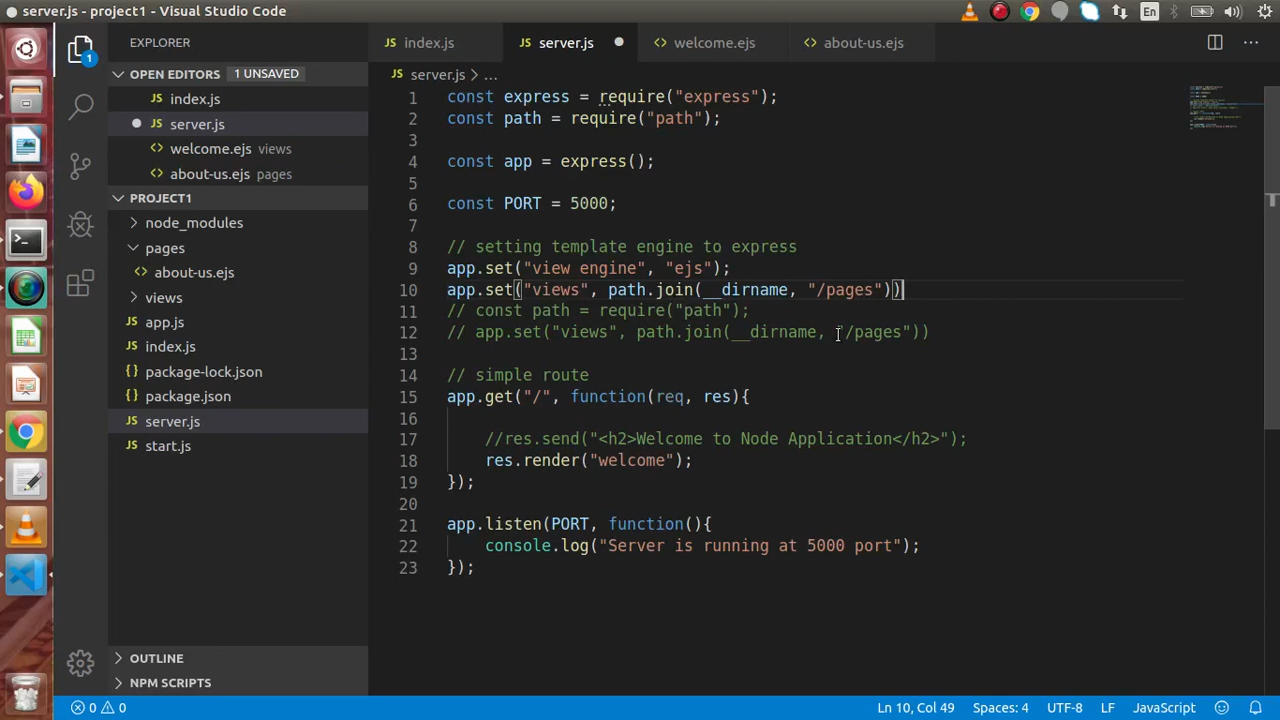 server.js - project1 - Visual Studio Code
En
EXPLORER
index.js
server.js
welcome.ejs
about-us.ejs
1
OPEN EDITORS
1 UNSAVED
index.js
server.js
welcome.ejs views
about-us.ejs pages
PROJECT1
node_modules
pages
about-us.ejs
views
JS app.js
JS index.js
{} package-lock.json
{} package.json
JS server.js
JS start.js
OUTLINE
NPM SCRIPTS
JS server.js > ...
1 const express = require("express");
2 const path = require("path");
3
4 const app = express();
5
6 const PORT = 5000;
7
8 // setting template engine to express
9 app.set("view engine", "ejs");
10 app.set("views", path.join(__dirname, "/pages"))
11 // const path = require("path");
12 // app.set("views", path.join(__dirname, "/pages"))
13
14 // simple route
15 app.get("/", function(req, res){
16
17 //res.send("<h2>Welcome to Node Application</h2>");
18 res.render("welcome");
19 });
20
21 app.listen(PORT, function(){
22 console.log("Server is running at 5000 port");
23 });
0 0
Ln 10, Col 49
Spaces: 4
UTF-8
LF
JavaScript